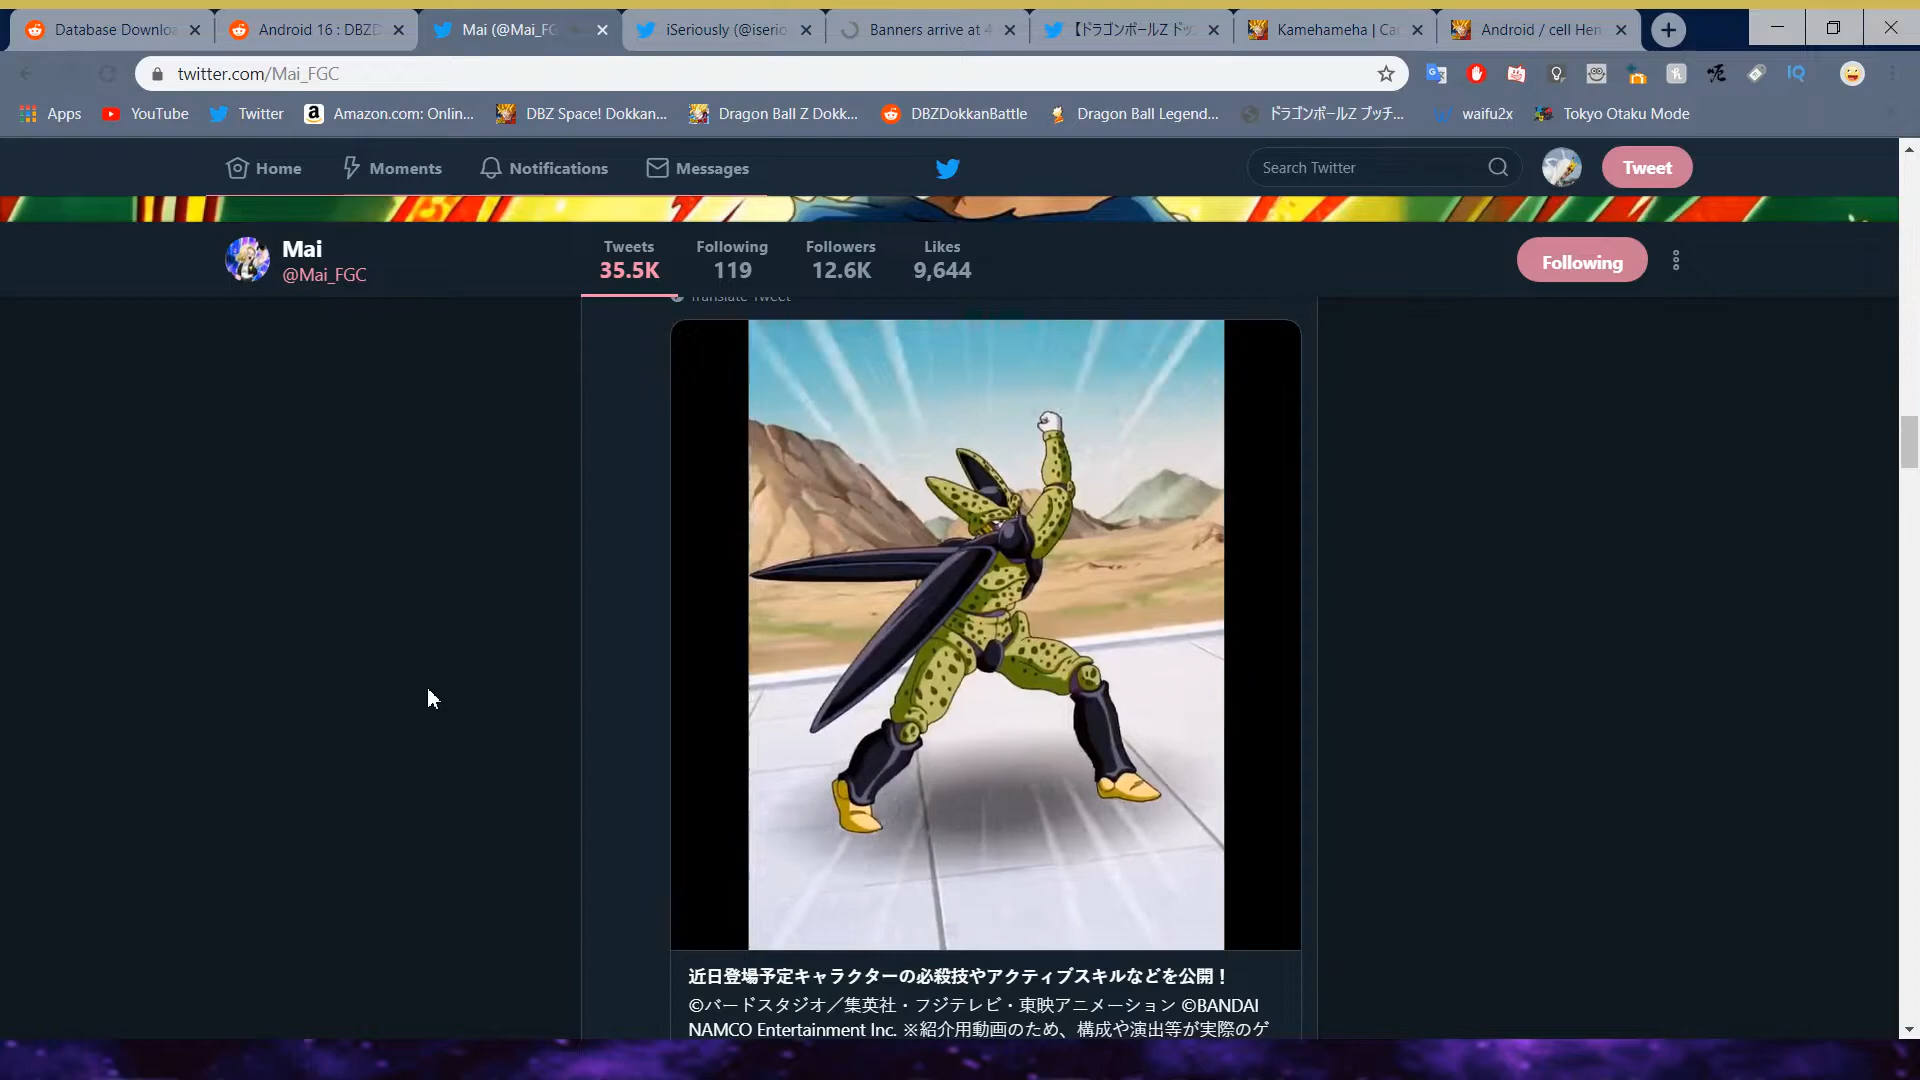 Database Downlo
Android 16 : DBZD
Mai (@Mai_FG
iSeriously (@iserio
Banners arrive at 4
【ドラゴンボールZ ドッ
Kamehameha | Ca
Android / cell Hen
twitter.com/Mai_FGC
Apps
YouTube
Twitter
Amazon.com: Onlin...
DBZ Space! Dokkan...
Dragon Ball Z Dokk...
DBZDokkanBattle
Dragon Ball Legend...
ドラゴンボールZ ブッチ...
waifu2x
Tokyo Otaku Mode
Home
Moments
Notifications
Messages
Search Twitter
Tweet
Mai
@Mai_FGC
Tweets
35.5K
Following
119
Followers
12.6K
Likes
9,644
Following
Translate Tweet
近日登場予定キャラクターの必殺技やアクティブスキルなどを公開！
©バードスタジオ／集英社・フジテレビ・東映アニメーション ©BANDAI
NAMCO Entertainment Inc. ※紹介用動画のため、構成や演出等が実際のゲ